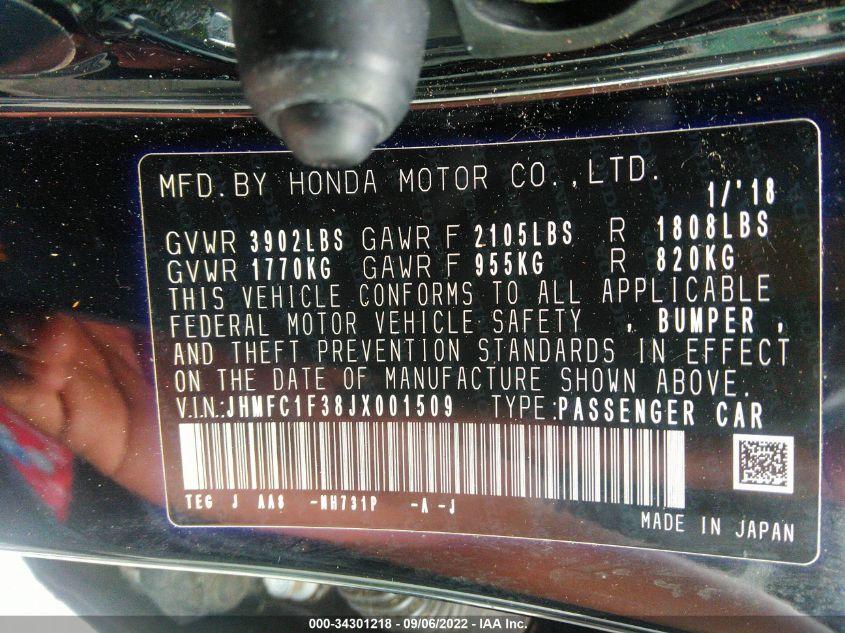 MFD. BY HONDA MOTOR CO., LTD. 1/'18
GVWR 3902LBS GAWR F 2105LBS R 1808LBS
GVWR 1770KG GAWR F 955KG R 820KG
THIS VEHICLE CONFORMS TO ALL APPLICABLE
FEDERAL MOTOR VEHICLE SAFETY , BUMPER ,
AND THEFT PREVENTION STANDARDS IN EFFECT
ON THE DATE OF MANUFACTURE SHOWN ABOVE.
V.I.N.:JHMFC1F38JX001509 TYPE:PASSENGER CAR
TEG J AA8 -NH731P -A -J
MADE IN JAPAN
000-34301218 - 09/06/2022 - IAA Inc.